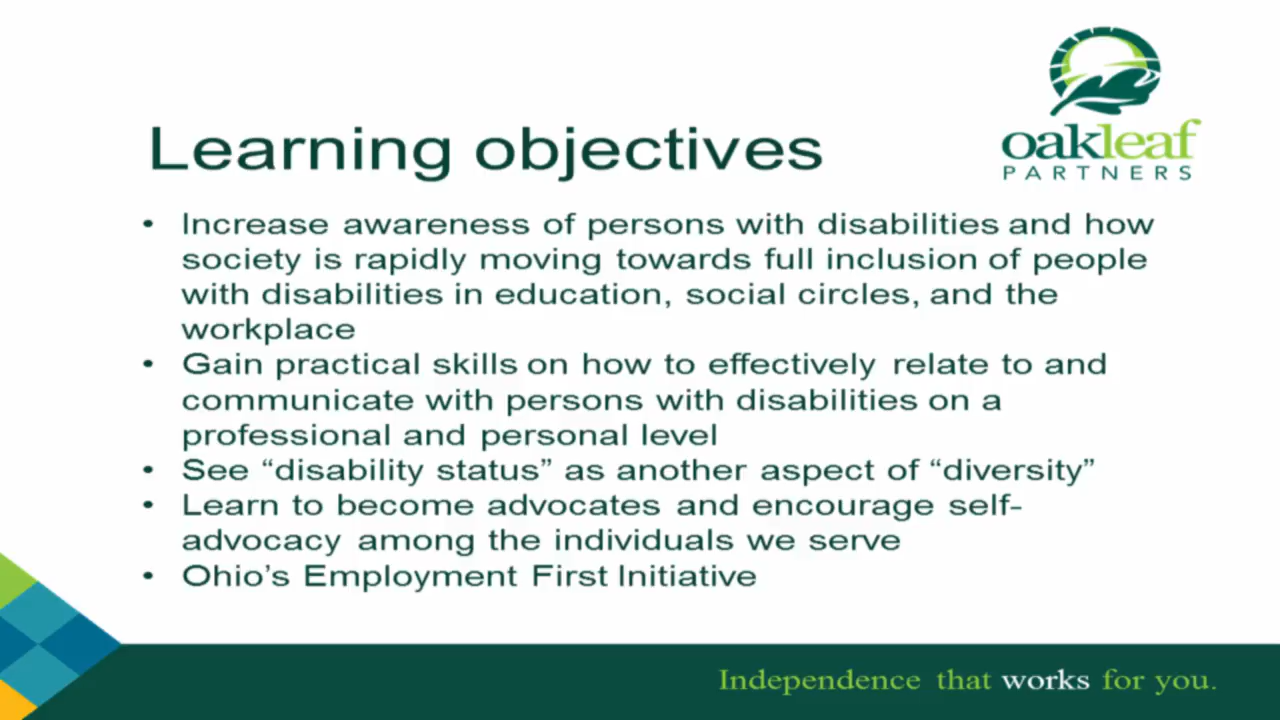 oakleaf
PARTNERS
Learning objectives
• Increase awareness of persons with disabilities and how
society is rapidly moving towards full inclusion of people
with disabilities in education, social circles, and the
workplace
• Gain practical skills on how to effectively relate to and
communicate with persons with disabilities on a
professional and personal level
• See “disability status” as another aspect of “diversity”
• Learn to become advocates and encourage self-
advocacy among the individuals we serve
• Ohio’s Employment First Initiative
Independence that works for you.